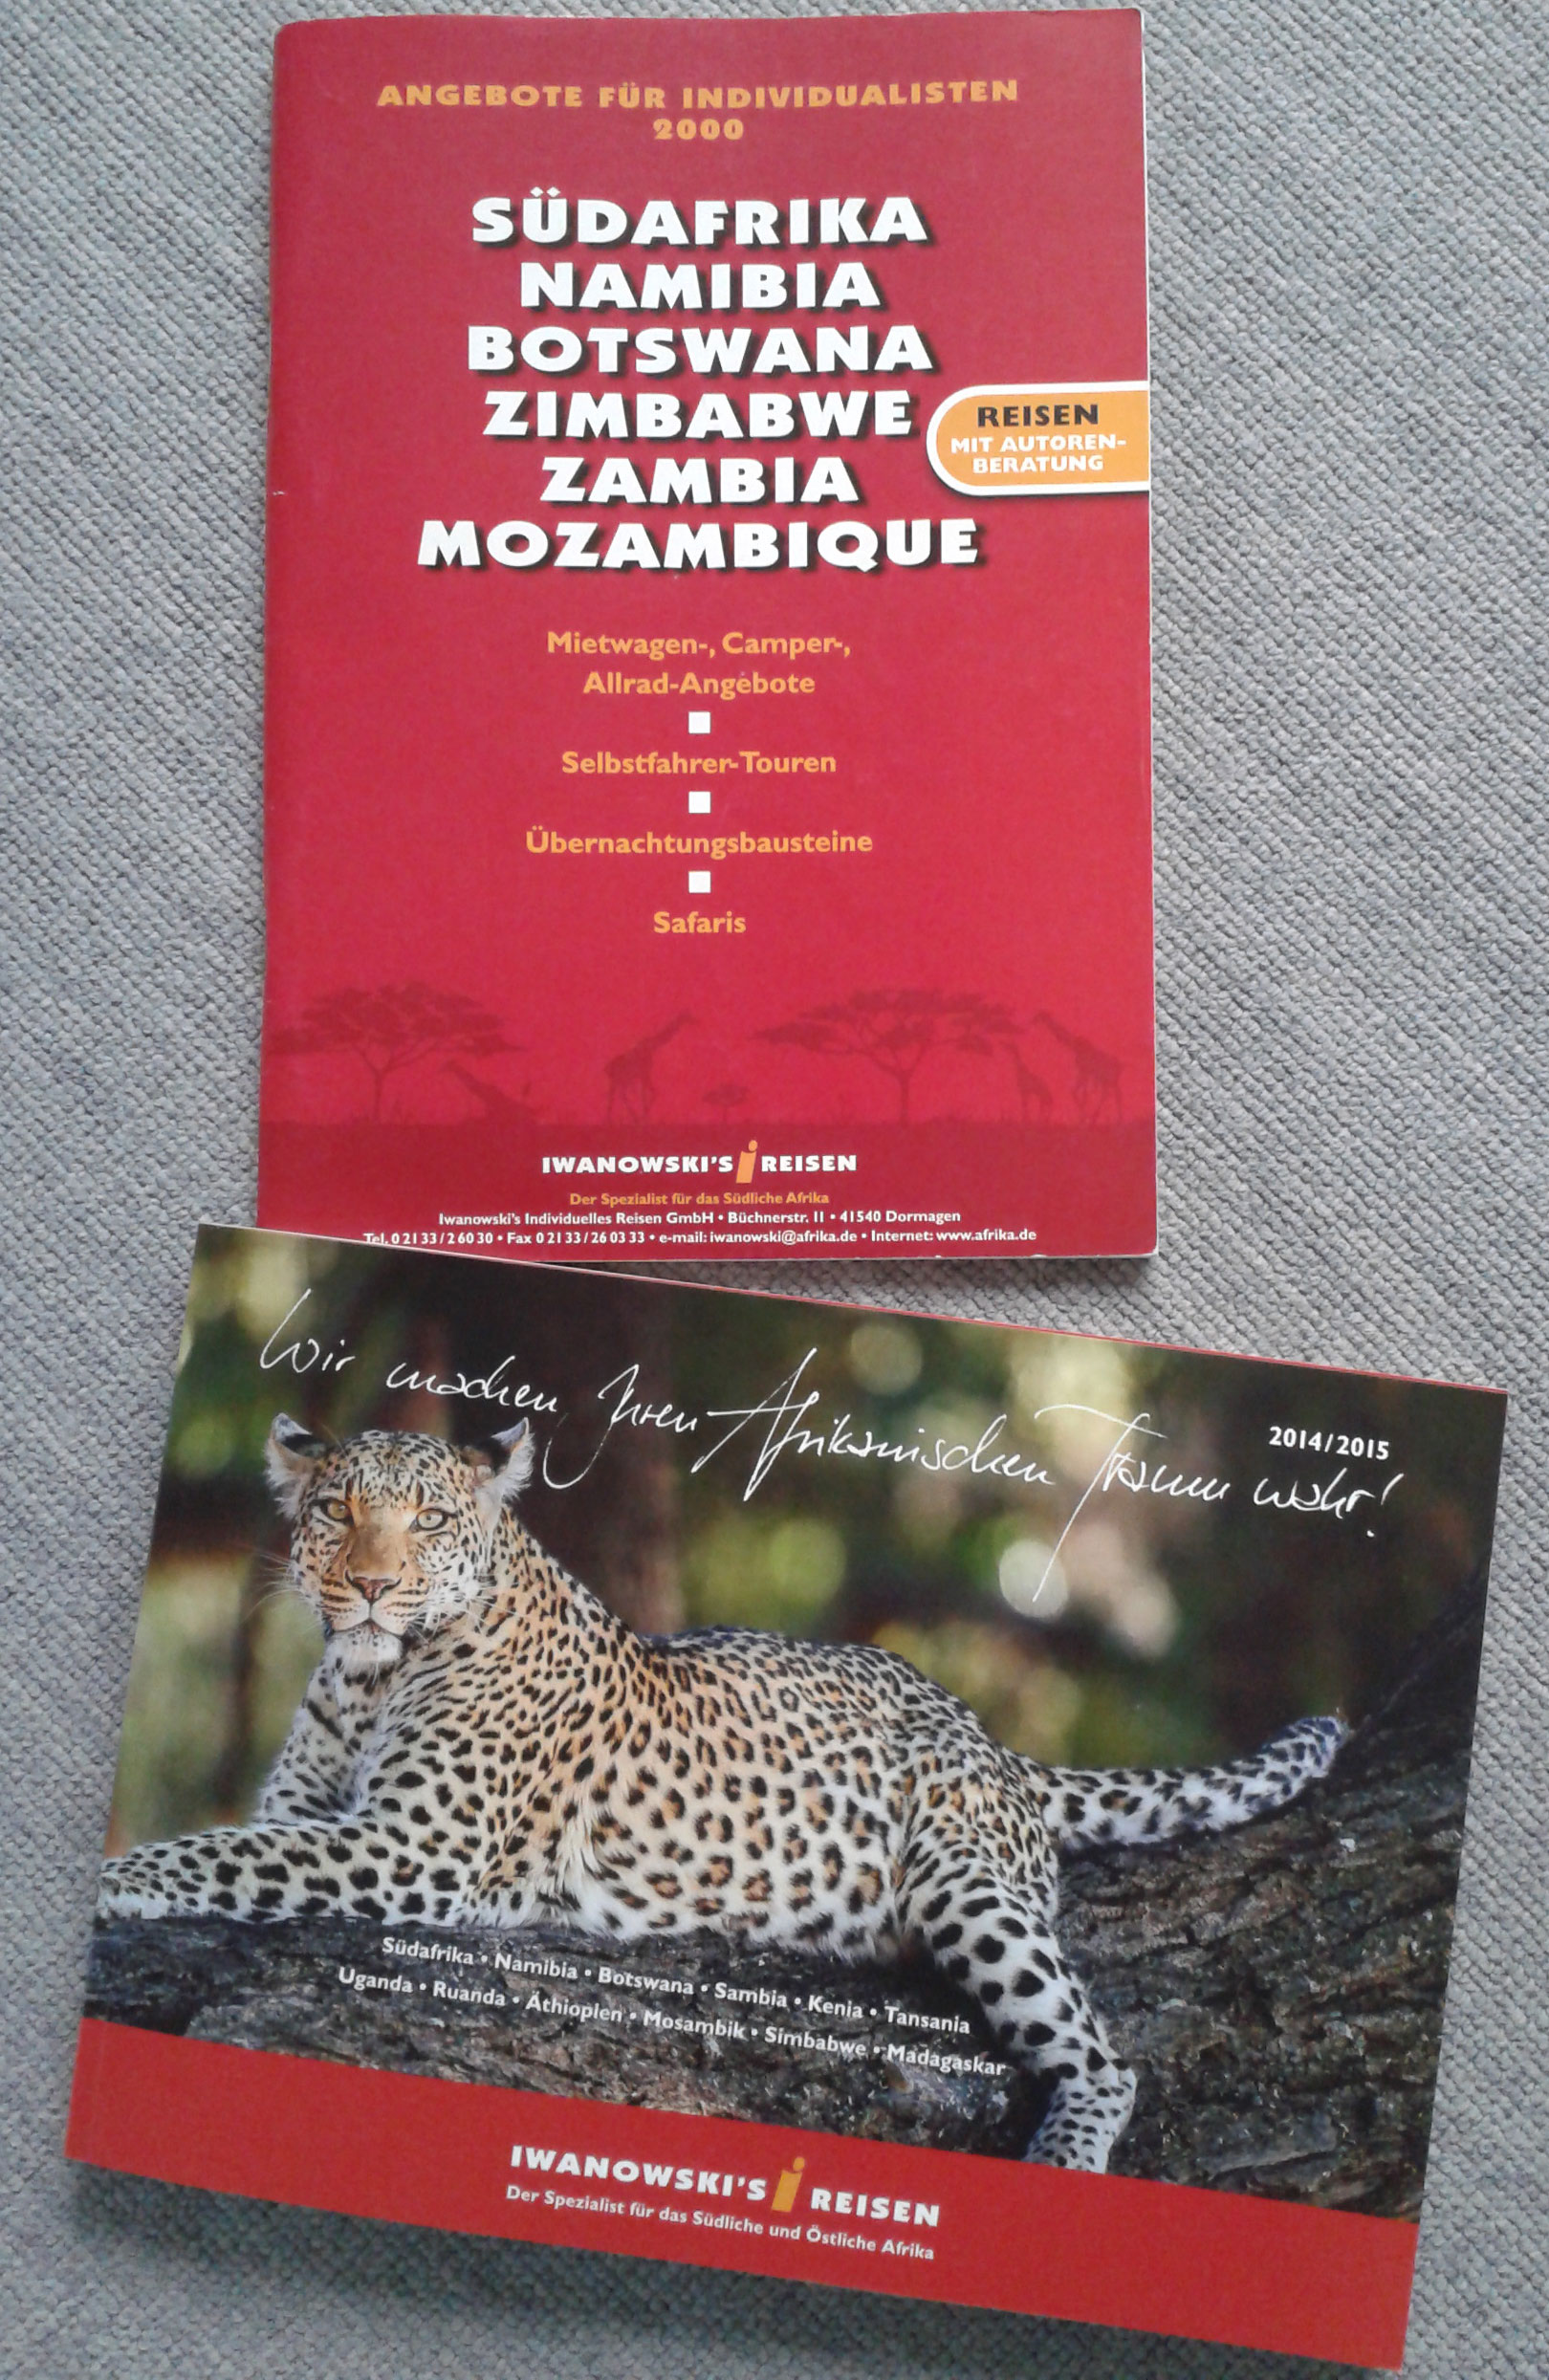 ANGEBOTE FÜR INDIVIDUALISTEN
2000
SÜDAFRIKA
NAMIBIA
BOTSWANA
ZIMBABWE
ZAMBIA
MOZAMBIQUE
REISEN
MIT AUTOREN-
BERATUNG
Mietwagen-, Camper-,
Allrad-Angebote
Selbstfahrer-Touren
Übernachtungsbausteine
Safaris
IWANOWSKI'S i REISEN
Der Spezialist für das Südliche Afrika
Iwanowski's Individuelles Reisen GmbH • Büchnerstr. 11 • 41540 Dormagen
Tel. 0 21 33 / 2 60 30 • Fax 0 21 33 / 26 03 33 • e-mail: iwanowski@afrika.de • Internet: www.afrika.de
Wir machen Ihren Afrikanischen Traum wahr!
2014/2015
Südafrika • Namibia • Botswana • Sambia • Kenia • Tansania
Uganda • Ruanda • Äthiopien • Mosambik • Simbabwe • Madagaskar
IWANOWSKI'S i REISEN
Der Spezialist für das Südliche und Östliche Afrika